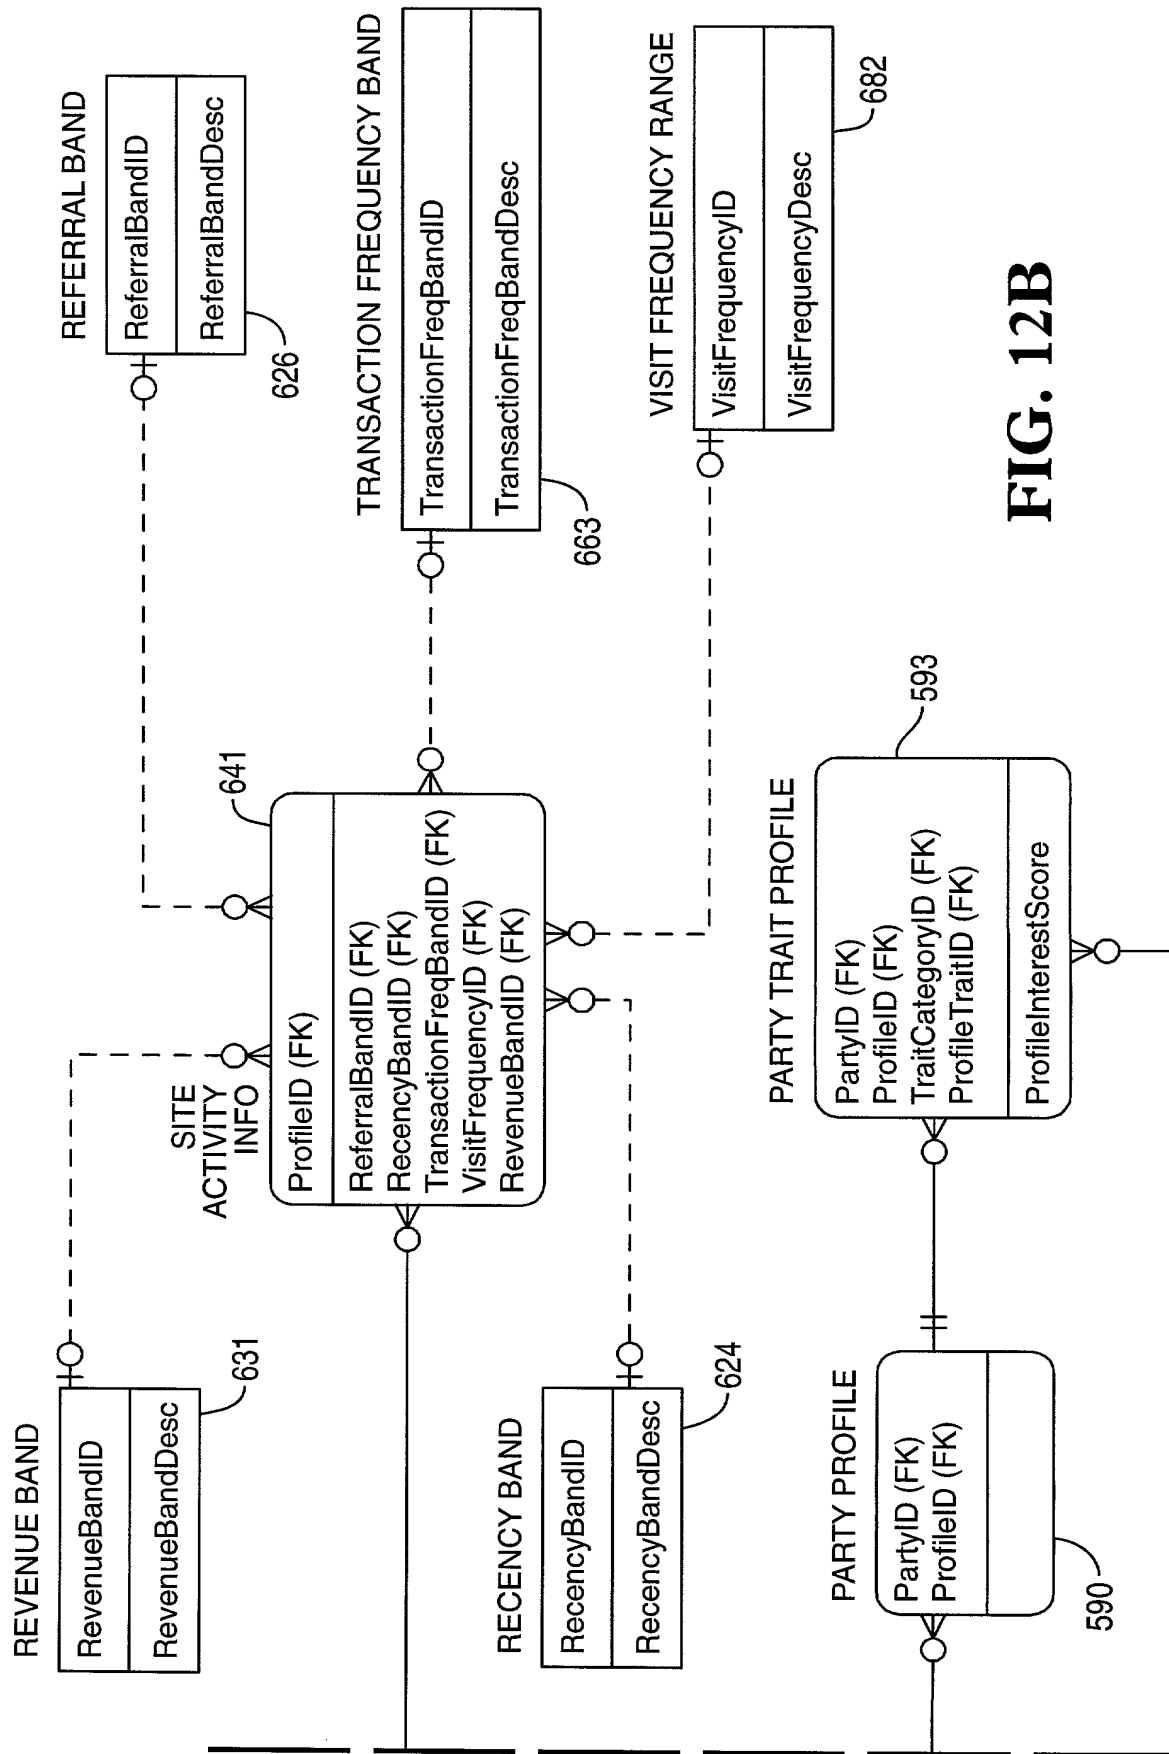 REVENUE BAND
RevenueBandID
RevenueBandDesc
631
SITE
ACTIVITY
INFO
641
ProfileID (FK)
ReferralBandID (FK)
RecencyBandID (FK)
TransactionFreqBandID (FK)
VisitFrequencyID (FK)
RevenueBandID (FK)
REFERRAL BAND
ReferralBandID
ReferralBandDesc
626
TRANSACTION FREQUENCY BAND
TransactionFreqBandID
TransactionFreqBandDesc
663
RECENCY BAND
RecencyBandID
RecencyBandDesc
624
VISIT FREQUENCY RANGE
VisitFrequencyID
VisitFrequencyDesc
682
PARTY PROFILE
PartyID (FK)
ProfileID (FK)
590
PARTY TRAIT PROFILE
PartyID (FK)
ProfileID (FK)
TraitCategoryID (FK)
ProfileTraitID (FK)
ProfileInterestScore
593
FIG. 12B